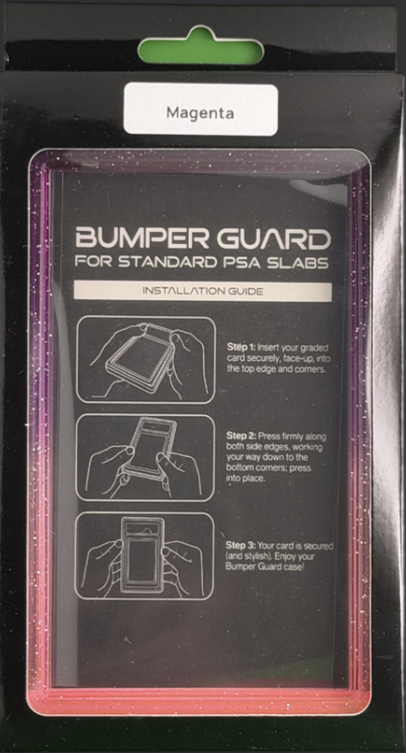 Magenta
BUMPER GUARD
FOR STANDARD PSA SLABS
INSTALLATION GUIDE
Step 1: Insert your graded
card securely, face-up, into
the top edge and corners.
Step 2: Press firmly along
both side edges, working
your way down to the
bottom corners; press
into place.
Step 3: Your card is secured
(and stylish). Enjoy your
Bumper Guard case!